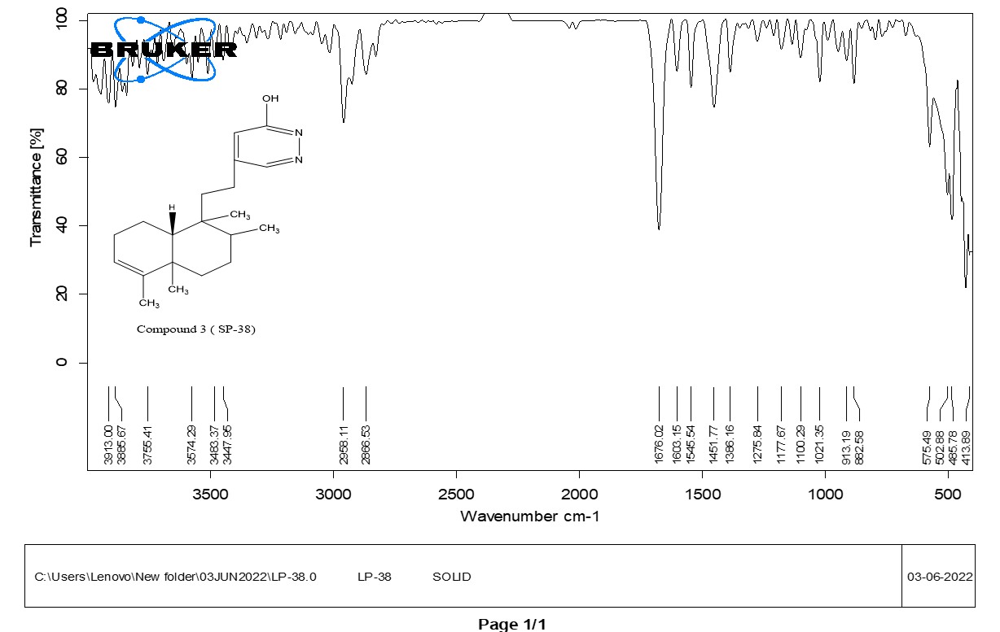 100
80
60
40
20
0
Transmittance [%]
BRUKER
OH
N
N
H
CH3
CH3
CH3
CH3
Compound 3 ( SP-38)
3913.00
3885.67
3755.41
3574.29
3483.37
3447.95
2958.11
2866.53
1676.02
1603.15
1545.54
1451.77
1386.16
1275.84
1177.67
1100.29
1021.35
913.19
882.58
575.49
502.88
485.78
413.89
3500 3000 2500 2000 1500 1000 500
Wavenumber cm-1
C:\Users\Lenovo\New folder\03JUN2022\LP-38.0 LP-38 SOLID 03-06-2022
Page 1/1